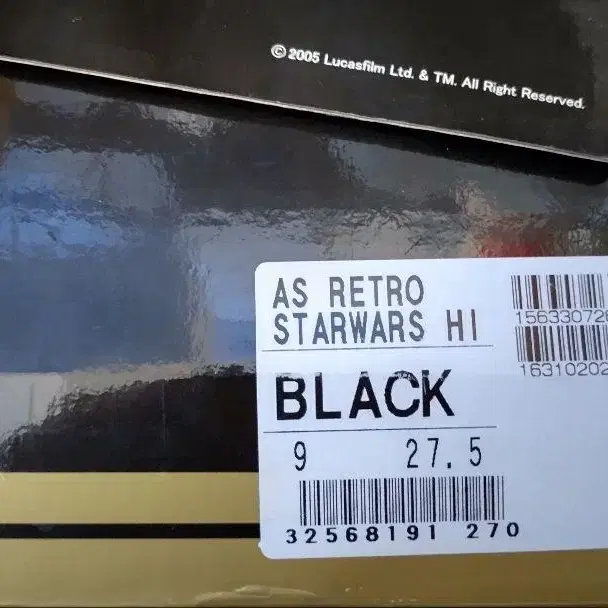 © 2005 Lucasfilm Ltd. & TM. All Right Reserved.
AS RETRO
STARWARS HI
BLACK
9 27.5
32568191 270